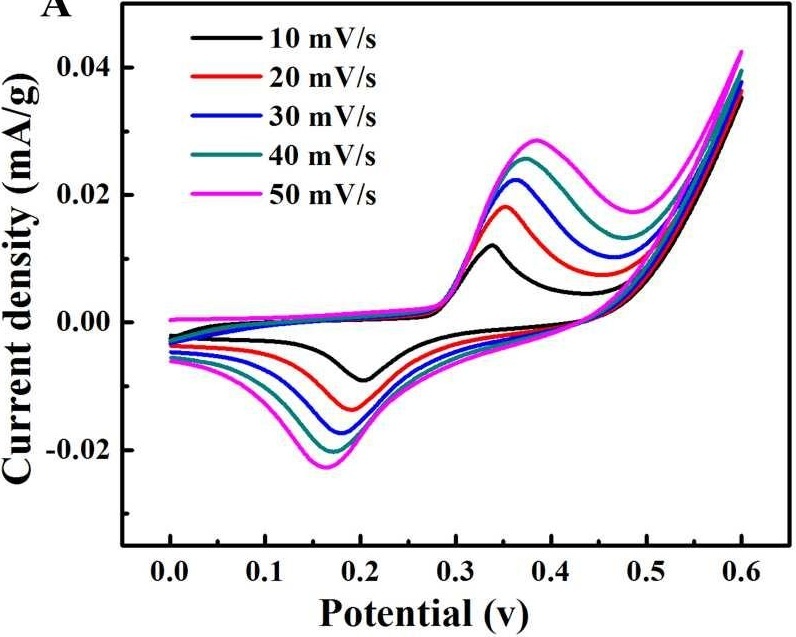 A
10 mV/s
20 mV/s
30 mV/s
40 mV/s
50 mV/s
Current density (mA/g)
0.04
0.02
0.00
-0.02
0.0 0.1 0.2 0.3 0.4 0.5 0.6
Potential (v)